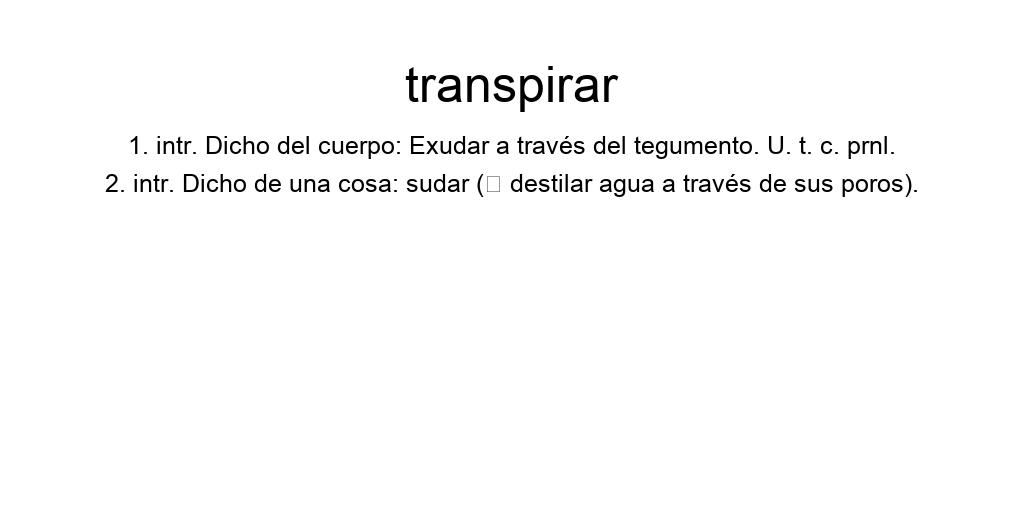 transpirar
1. intr. Dicho del cuerpo: Exudar a través del tegumento. U. t. c. prnl.
2. intr. Dicho de una cosa: sudar (□ destilar agua a través de sus poros).